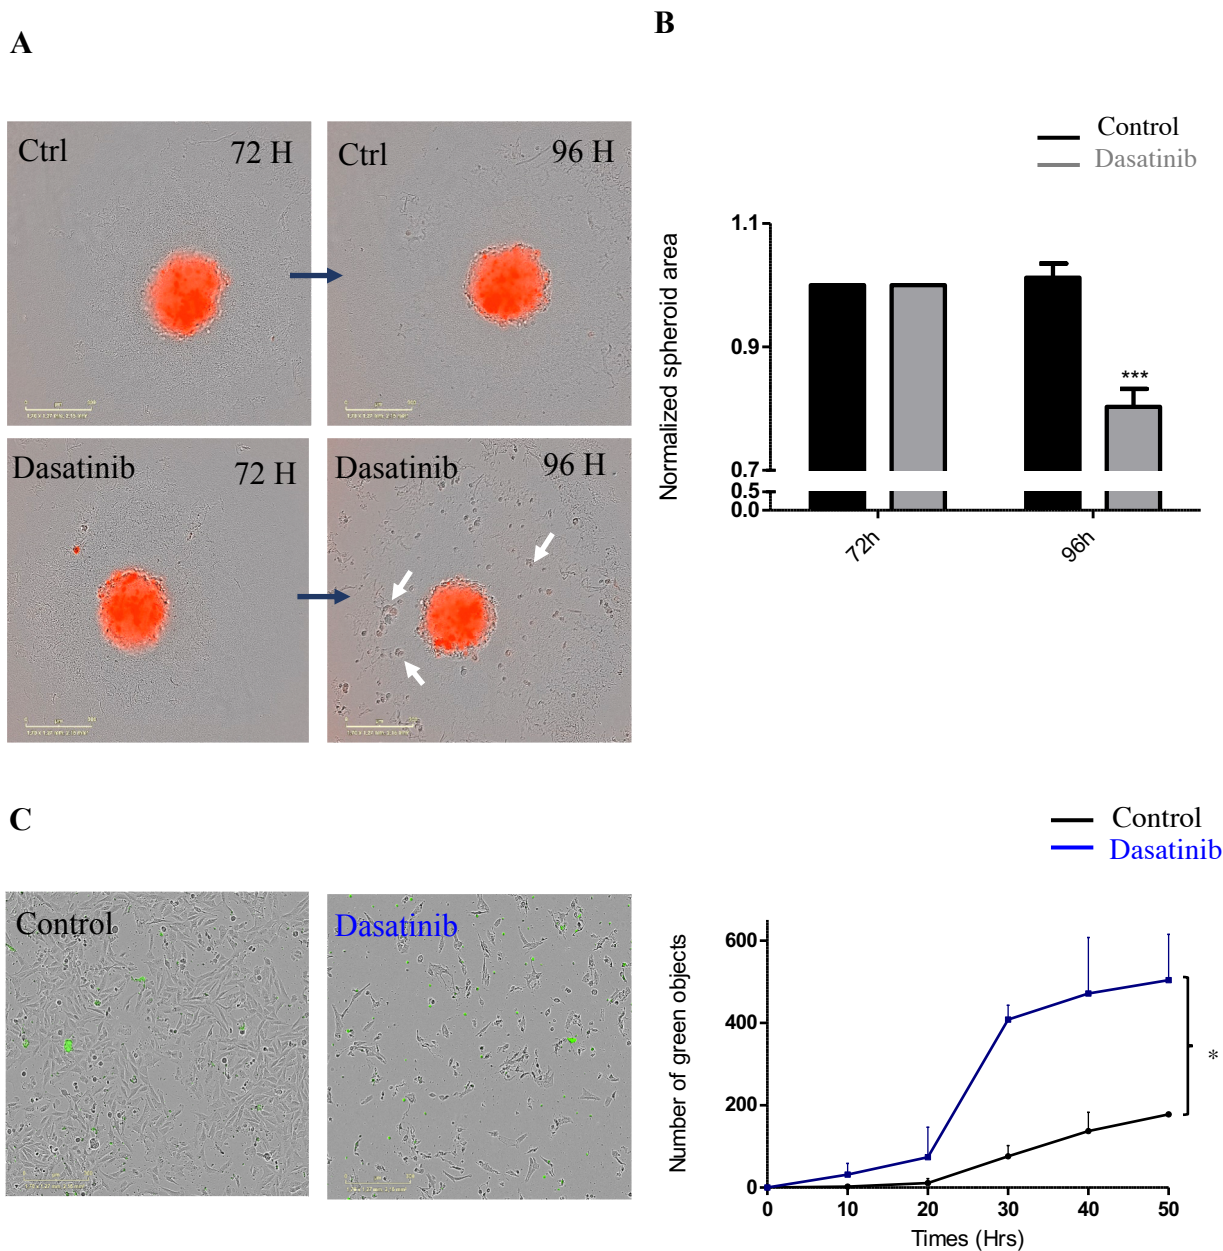 A
B
Ctrl 72 H
Ctrl 96 H
Dasatinib 72 H
Dasatinib 96 H
Control
Dasatinib
Normalized spheroid area
1.1
0.9
0.7
0.5
0.0
***
72h
96h
C
Control
Dasatinib
Control
Dasatinib
Number of green objects
600
400
200
0
0 10 20 30 40 50
Times (Hrs)
*